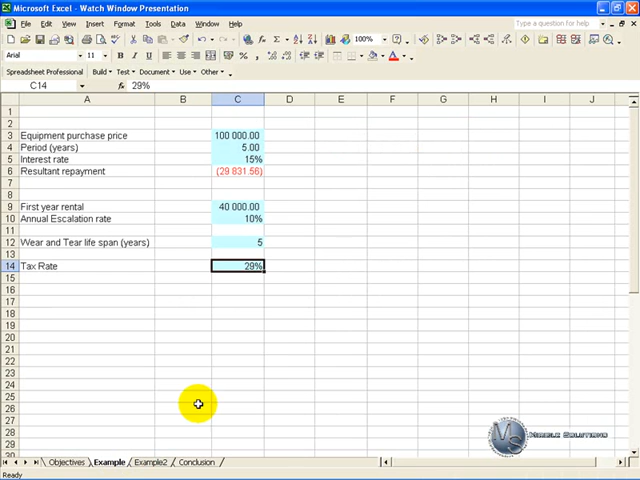 Microsoft Excel - Watch Window Presentation
File Edit View Insert Format Tools Data Window Help
Type a question for help
100%
Arial 11
Spreadsheet Professional Build Test Document Use Other
C14 fx 29%
A B C D E F G H I J
1
2
3 Equipment purchase price 100 000.00
4 Period (years) 5.00
5 Interest rate 15%
6 Resultant repayment (29 831.56)
7
8
9 First year rental 40 000.00
10 Annual Escalation rate 10%
11
12 Wear and Tear life span (years) 5
13
14 Tax Rate 29%
15
16
17
18
19
20
21
22
23
24
25
26
27
28
29
30
Objectives Example Example2 Conclusion
Ready